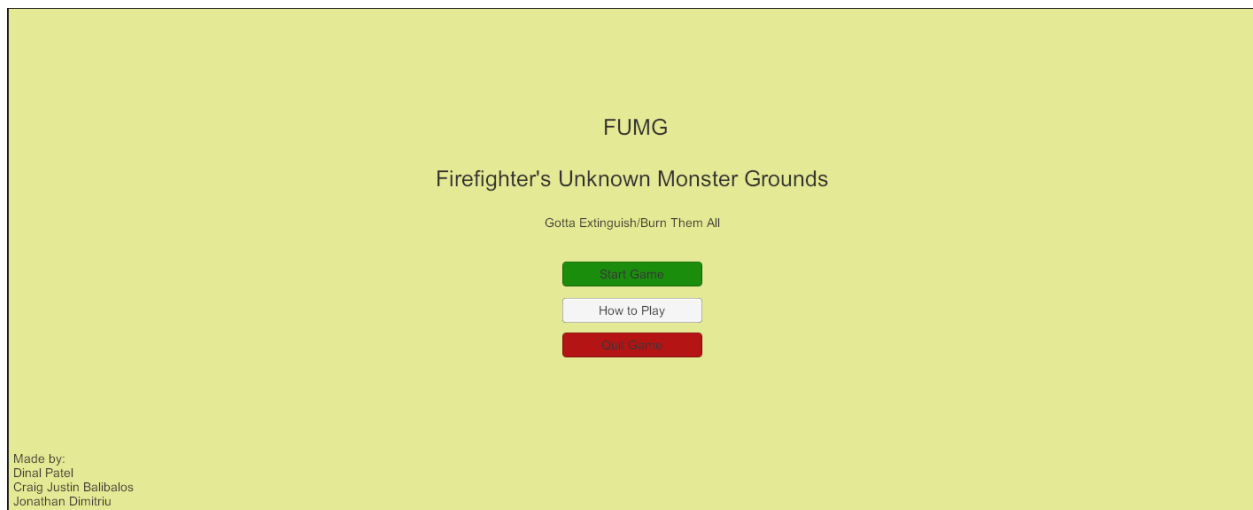 FUMG
Firefighter's Unknown Monster Grounds
Gotta Extinguish/Burn Them All
Start Game
How to Play
Quit Game
Made by:
Dinal Patel
Craig Justin Balibalos
Jonathan Dimitriu